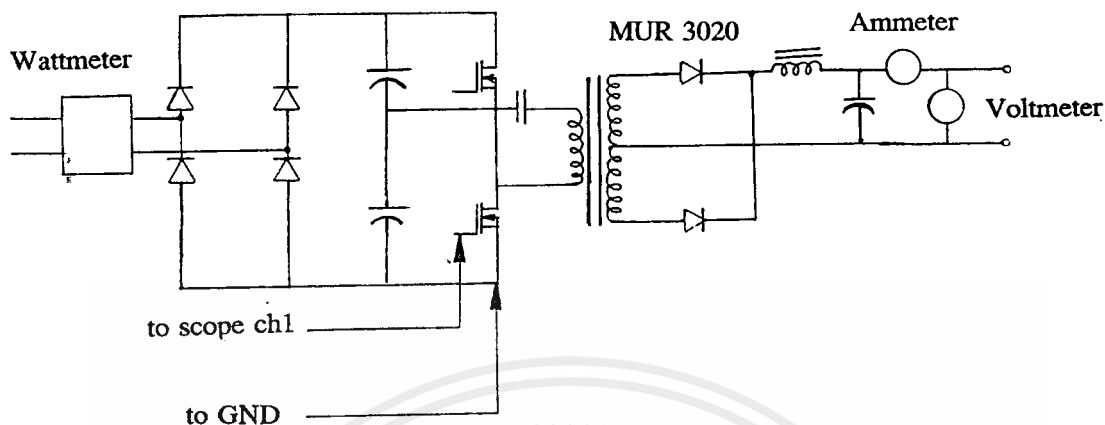 MUR 3020
Ammeter
Wattmeter
Voltmeter
to scope ch1
to GND